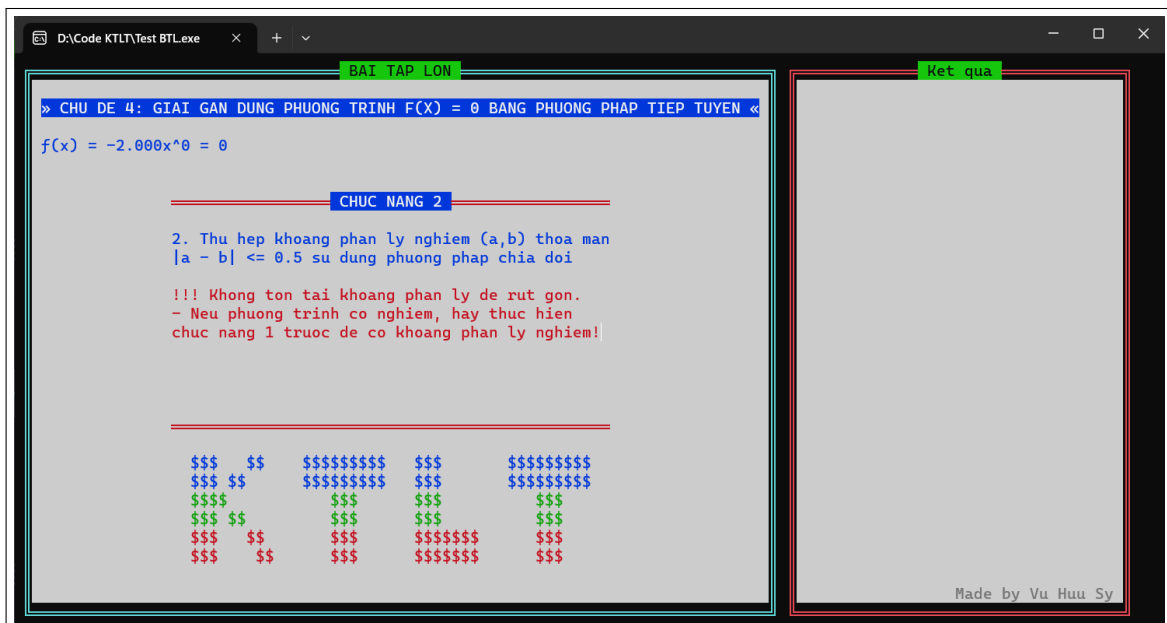 D:\Code KTLT\Test BTL.exe
BAI TAP LON
» CHU DE 4: GIAI GAN DUNG PHUONG TRINH F(X) = 0 BANG PHUONG PHAP TIEP TUYEN «
f(x) = -2.000x^0 = 0
CHUC NANG 2
2. Thu hep khoang phan ly nghiem (a,b) thoa man
|a - b| <= 0.5 su dung phuong phap chia doi
!!! Khong ton tai khoang phan ly de rut gon.
- Neu phuong trinh co nghiem, hay thuc hien
chuc nang 1 truoc de co khoang phan ly nghiem!
KTLT
Ket qua
Made by Vu Huu Sy